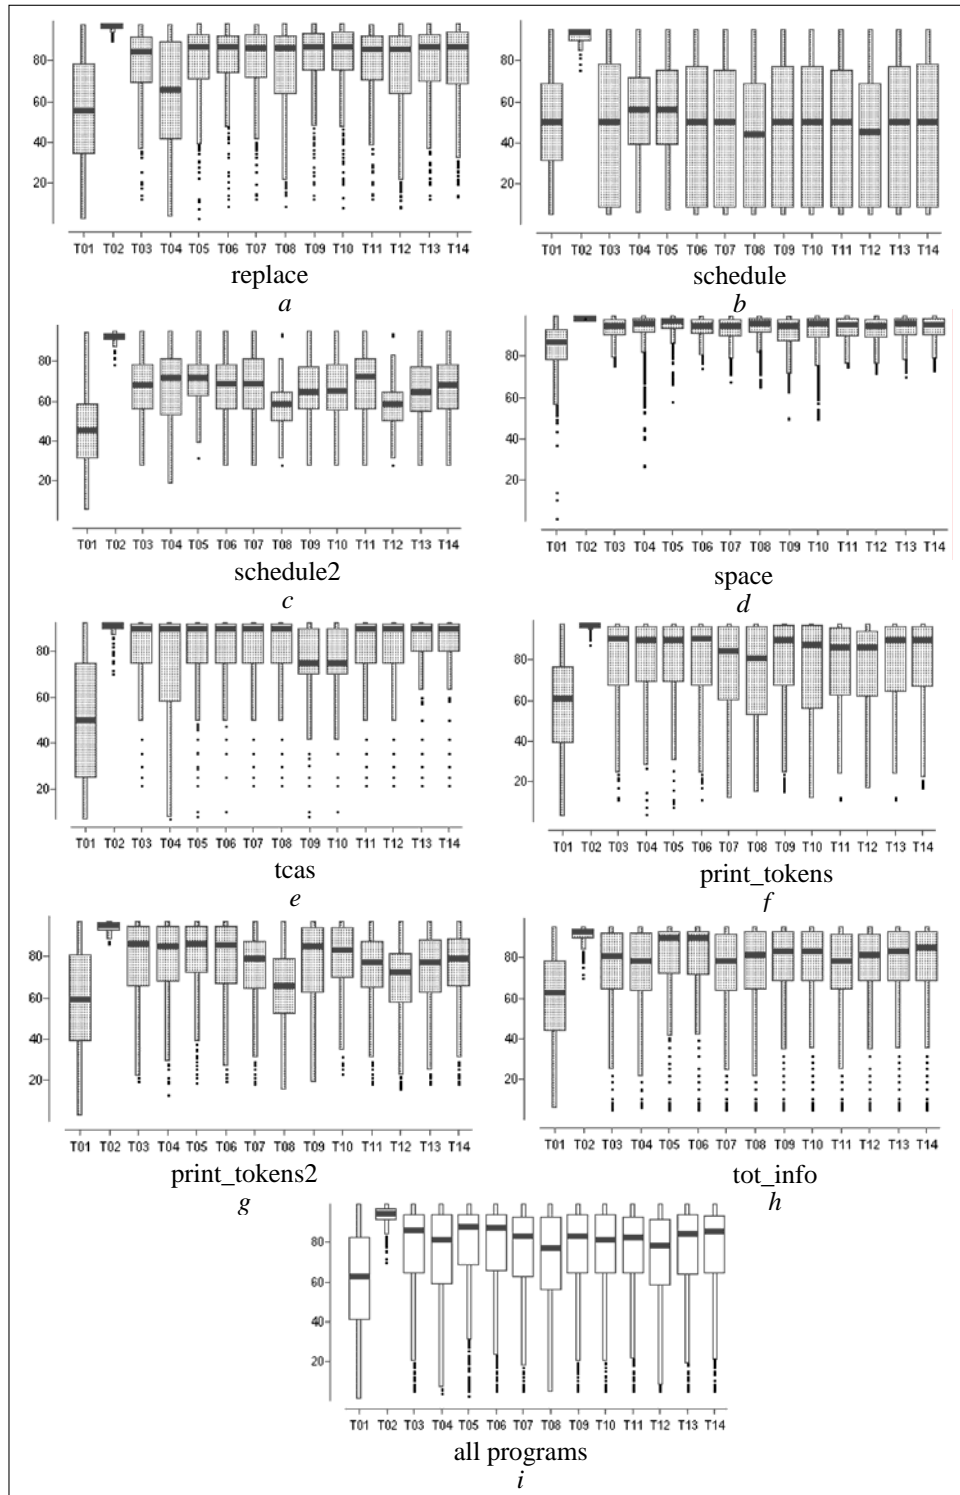 80 60 40 20
T01 T02 T03 T04 T05 T06 T07 T08 T09 T10 T11 T12 T13 T14
replace
a
80 60 40 20
T01 T02 T03 T04 T05 T06 T07 T08 T09 T10 T11 T12 T13 T14
schedule
b
80 60 40 20
T01 T02 T03 T04 T05 T06 T07 T08 T09 T10 T11 T12 T13 T14
schedule2
c
80 60 40 20
T01 T02 T03 T04 T05 T06 T07 T08 T09 T10 T11 T12 T13 T14
space
d
80 60 40 20
T01 T02 T03 T04 T05 T06 T07 T08 T09 T10 T11 T12 T13 T14
tcas
e
80 60 40 20
T01 T02 T03 T04 T05 T06 T07 T08 T09 T10 T11 T12 T13 T14
print_tokens
f
80 60 40 20
T01 T02 T03 T04 T05 T06 T07 T08 T09 T10 T11 T12 T13 T14
print_tokens2
g
80 60 40 20
T01 T02 T03 T04 T05 T06 T07 T08 T09 T10 T11 T12 T13 T14
tot_info
h
80 60 40 20
T01 T02 T03 T04 T05 T06 T07 T08 T09 T10 T11 T12 T13 T14
all programs
i